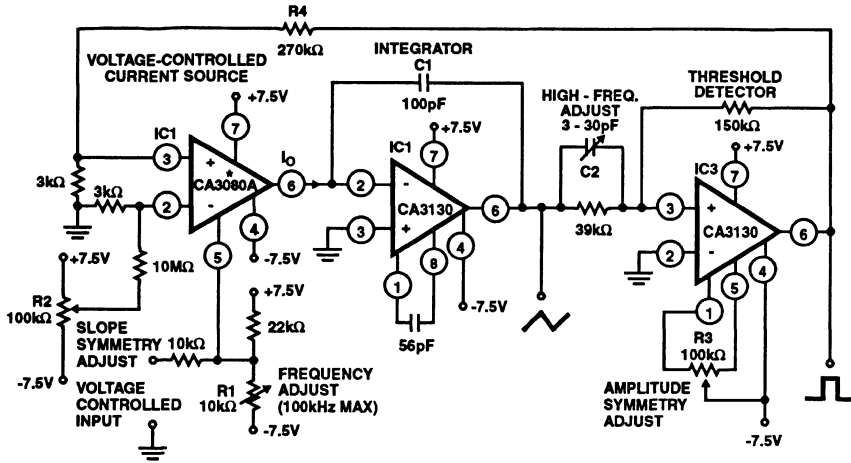 R4
270kΩ
VOLTAGE-CONTROLLED
CURRENT SOURCE
INTEGRATOR
C1
100pF
HIGH - FREQ.
ADJUST
3 - 30pF
C2
THRESHOLD
DETECTOR
150kΩ
+7.5V
7
IC1
3
+
*
CA3080A
-
2
6
IO
4
-7.5V
5
3kΩ
3kΩ
10MΩ
+7.5V
R2
100kΩ
-7.5V
SLOPE
SYMMETRY
ADJUST
10kΩ
VOLTAGE
CONTROLLED
INPUT
+7.5V
22kΩ
R1
10kΩ
FREQUENCY
ADJUST
(100kHz MAX)
-7.5V
+7.5V
7
IC1
2
-
CA3130
+
3
6
1
8
4
-7.5V
56pF
39kΩ
+7.5V
7
IC3
3
+
CA3130
-
2
6
1
5
4
R3
100kΩ
AMPLITUDE
SYMMETRY
ADJUST
-7.5V